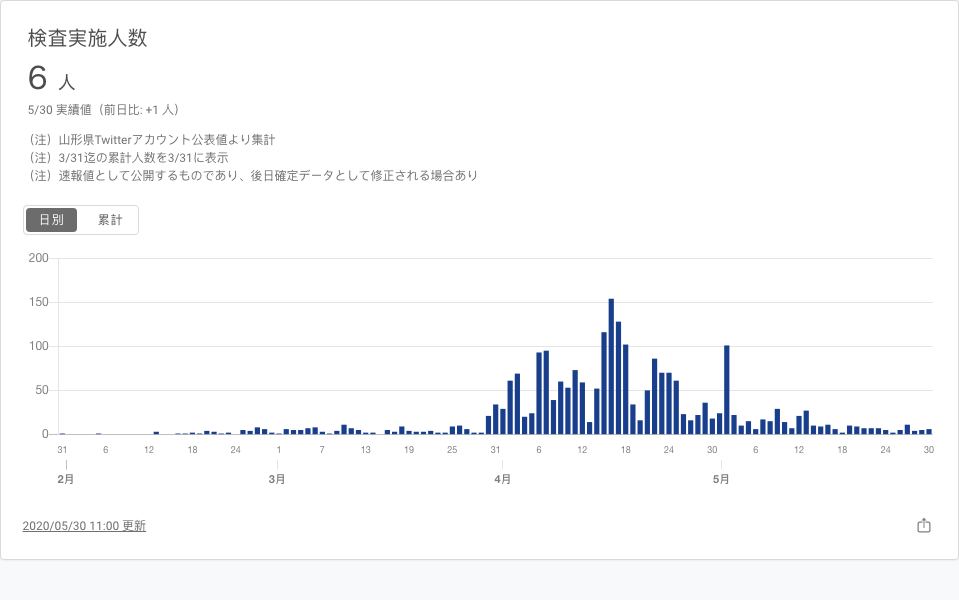 検査実施人数
6 人
5/30 実績値（前日比: +1 人）
（注）山形県Twitterアカウント公表値より集計
（注）3/31迄の累計人数を3/31に表示
（注）速報値として公開するものであり、後日確定データとして修正される場合あり
日別 累計
200
150
100
50
0
31 6 12 18 24 1 7 13 19 25 31 6 12 18 24 30 6 12 18 24 30
2月 3月 4月 5月
2020/05/30 11:00 更新